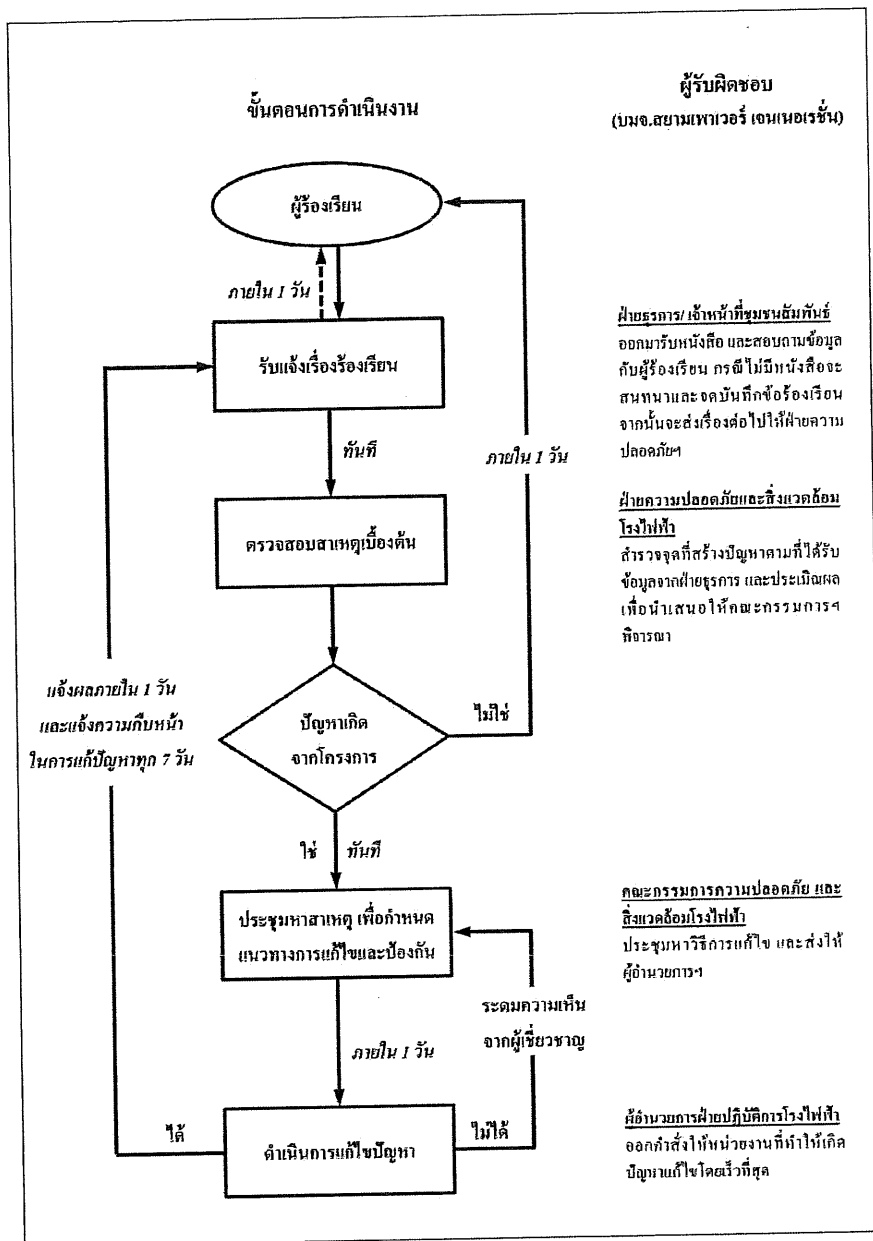 ขั้นตอนการดำเนินงาน
ผู้รับผิดชอบ
(บมจ.สยามเพาเวอร์ เจนเนอเรชั่น)
ผู้ร้องเรียน
ภายใน 1 วัน
รับแจ้งเรื่องร้องเรียน
ทันที
ภายใน 1 วัน
ตรวจสอบสาเหตุเบื้องต้น
ปัญหาเกิด
จากโครงการ
ไม่ใช่
แจ้งผลภายใน 1 วัน
และแจ้งความคืบหน้า
ในการแก้ปัญหาทุก 7 วัน
ใช่
ทันที
ประชุมหาสาเหตุ เพื่อกำหนด
แนวทางการแก้ไขและป้องกัน
ระดมความเห็น
จากผู้เชี่ยวชาญ
ภายใน 1 วัน
ได้
ดำเนินการแก้ไขปัญหา
ไม่ได้
ฝ่ายธุรการ/ เจ้าหน้าที่ชุมชนสัมพันธ์
ออกมารับหนังสือ และสอบถามข้อมูล
กับผู้ร้องเรียน กรณีไม่มีหนังสือจะ
สนทนาและจดบันทึกข้อร้องเรียน
จากนั้นจะส่งเรื่องต่อไปให้ฝ่ายความ
ปลอดภัยฯ
ฝ่ายความปลอดภัยและสิ่งแวดล้อม
โรงไฟฟ้า
สำรวจจุดที่สร้างปัญหาตามที่ได้รับ
ข้อมูลจากฝ่ายธุรการ และประเมินผล
เพื่อนำเสนอให้คณะกรรมการฯ
พิจารณา
คณะกรรมการความปลอดภัย และ
สิ่งแวดล้อมโรงไฟฟ้า
ประชุมหาวิธีการแก้ไข และส่งให้
ผู้อำนวยการฯ
ผู้อำนวยการฝ่ายปฏิบัติการโรงไฟฟ้า
ออกคำสั่งให้หน่วยงานที่ทำให้เกิด
ปัญหาแก้ไขโดยเร็วที่สุด